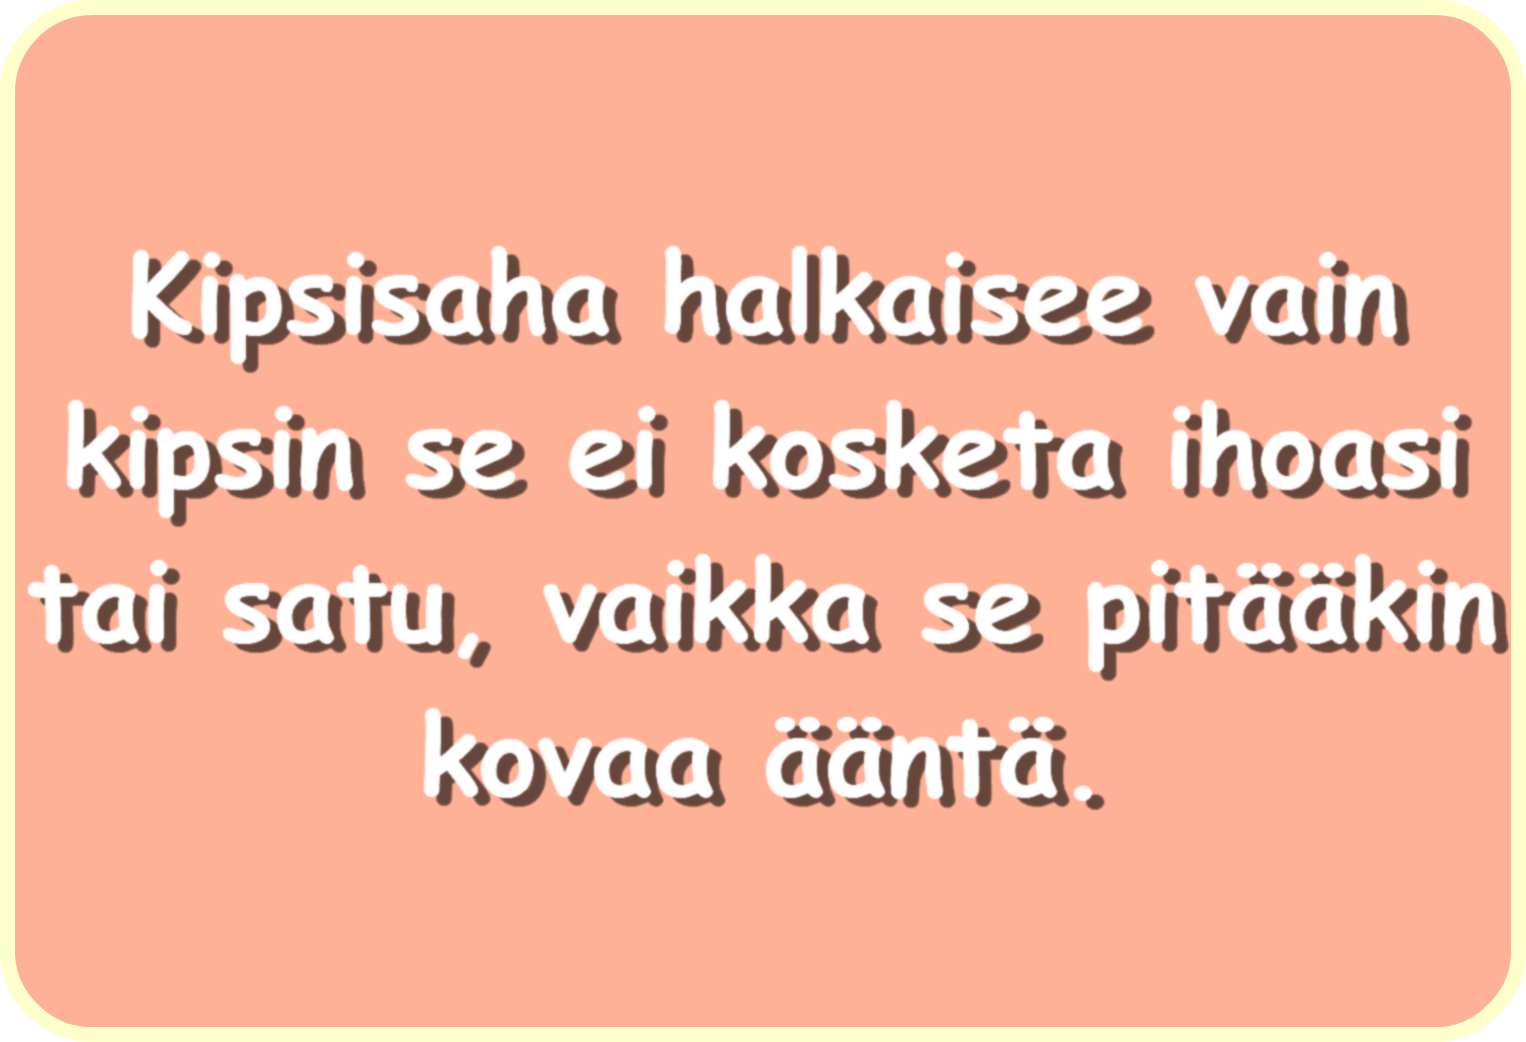 Kipsisaha halkaisee vain
kipsin se ei kosketa ihoasi
tai satu, vaikka se pitääkin
kovaa ääntä.